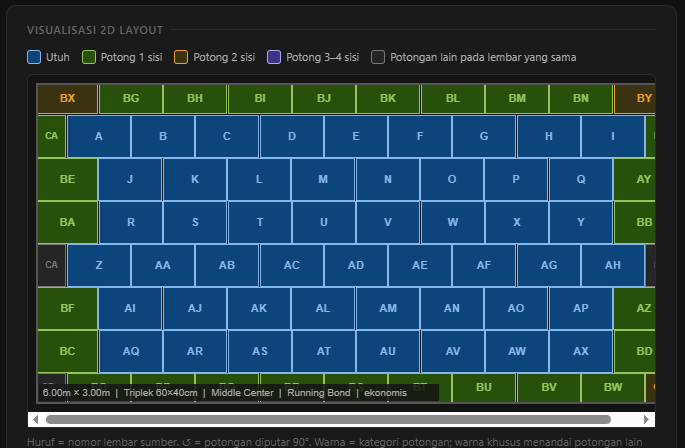 VISUALISASI 2D LAYOUT
Utuh Potong 1 sisi Potong 2 sisi Potong 3–4 sisi Potongan lain pada lembar yang sama
BX BG BH BI BJ BK BL BM BN BY
CA A B C D E F G H I
BE J K L M N O P Q AY
BA R S T U V W X Y BB
CA Z AA AB AC AD AE AF AG AH
BF AI AJ AK AL AM AN AO AP AZ
BC AQ AR AS AT AU AV AW AX BD
BT BU BV BW
6.00m × 3.00m | Triplek 60×40cm | Middle Center | Running Bond | ekonomis
Huruf = nomor lembar sumber. ↺ = potongan diputar 90°. Warna = kategori potongan; warna khusus menandai potongan lain